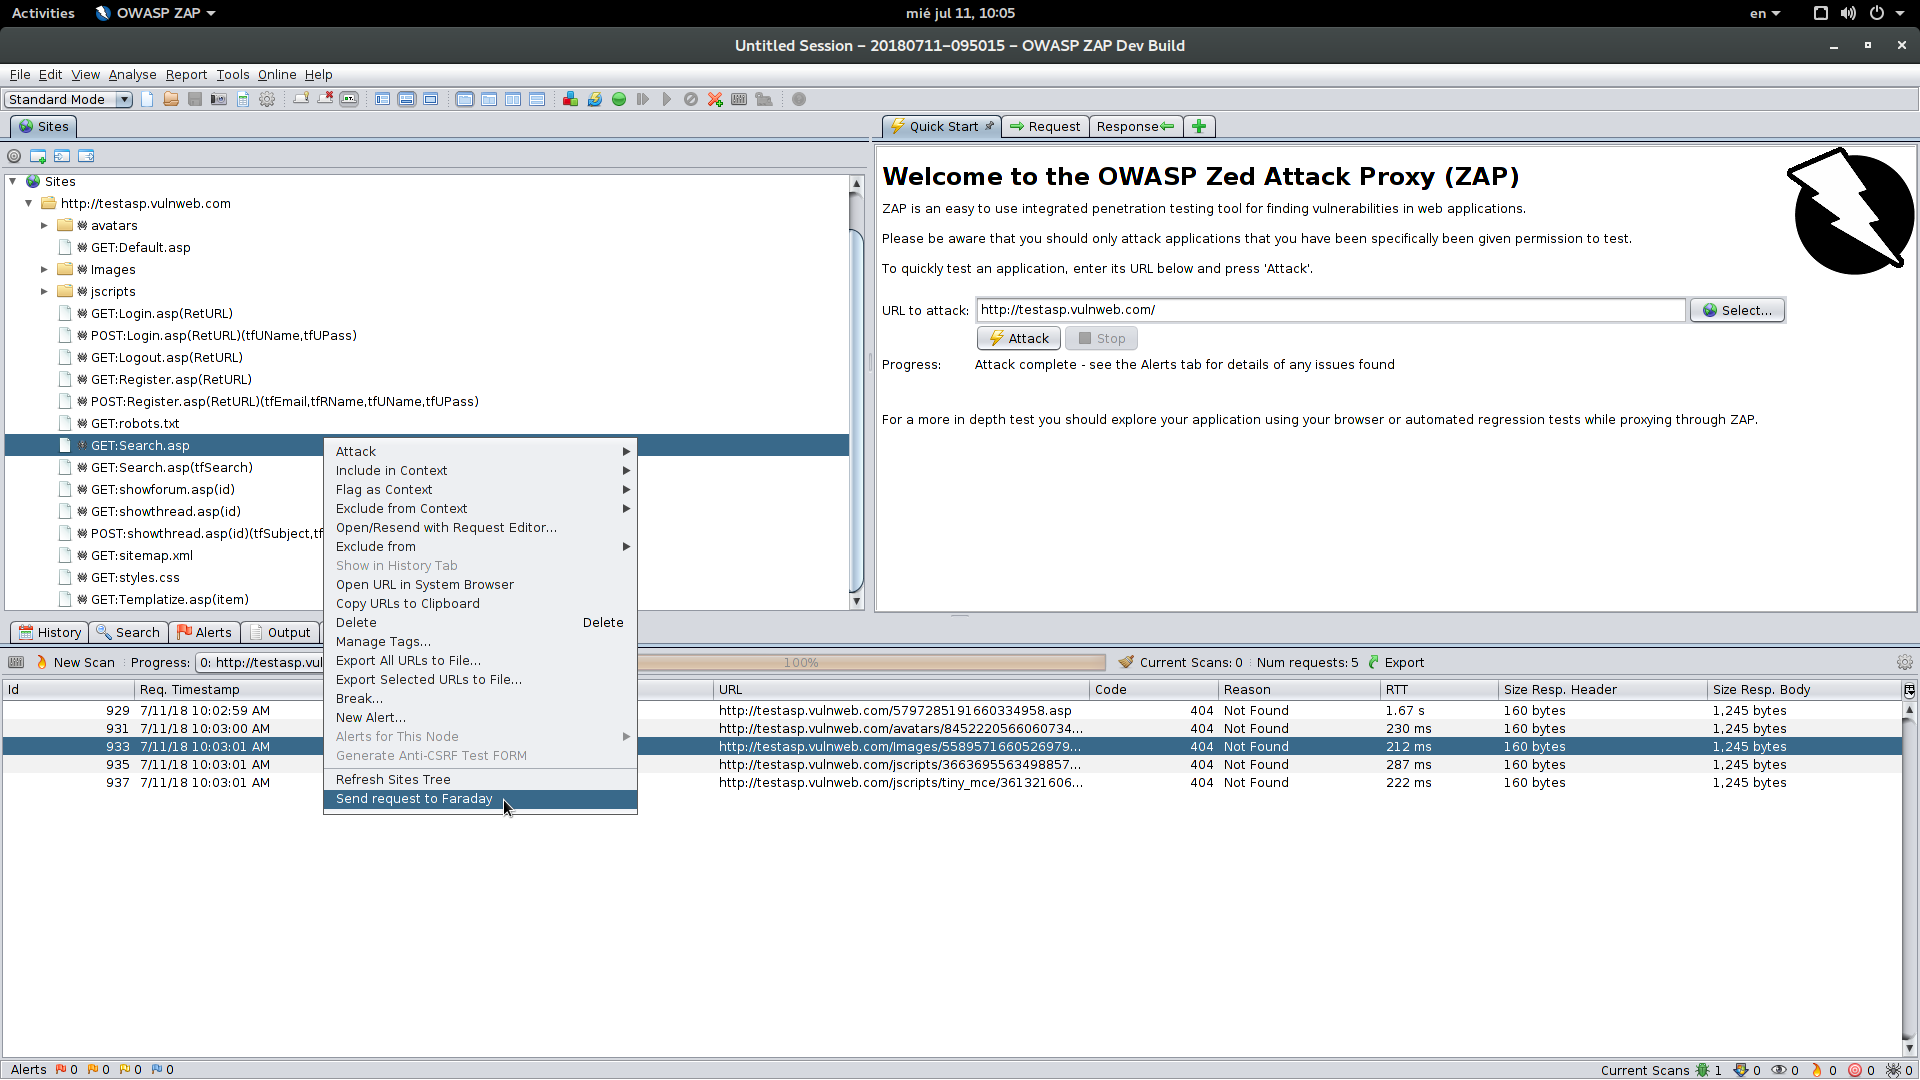 Activities OWASP ZAP mié jul 11, 10:05 en
Untitled Session – 20180711–095015 – OWASP ZAP Dev Build
File Edit View Analyse Report Tools Online Help
Standard Mode
Sites
Quick Start Request Response
Sites
http://testasp.vulnweb.com
avatars
GET:Default.asp
Images
jscripts
GET:Login.asp(RetURL)
POST:Login.asp(RetURL)(tfUName,tfUPass)
GET:Logout.asp(RetURL)
GET:Register.asp(RetURL)
POST:Register.asp(RetURL)(tfEmail,tfRName,tfUName,tfUPass)
GET:robots.txt
GET:Search.asp
GET:Search.asp(tfSearch)
GET:showforum.asp(id)
GET:showthread.asp(id)
POST:showthread.asp(id)(tfSubject,tf
GET:sitemap.xml
GET:styles.css
GET:Templatize.asp(item)
Attack
Include in Context
Flag as Context
Exclude from Context
Open/Resend with Request Editor...
Exclude from
Show in History Tab
Open URL in System Browser
Copy URLs to Clipboard
Delete Delete
Manage Tags...
Export All URLs to File...
Export Selected URLs to File...
Break...
New Alert...
Alerts for This Node
Generate Anti-CSRF Test FORM
Refresh Sites Tree
Send request to Faraday
Welcome to the OWASP Zed Attack Proxy (ZAP)
ZAP is an easy to use integrated penetration testing tool for finding vulnerabilities in web applications.
Please be aware that you should only attack applications that you have been specifically been given permission to test.
To quickly test an application, enter its URL below and press 'Attack'.
URL to attack: http://testasp.vulnweb.com/ Select...
Attack Stop
Progress: Attack complete - see the Alerts tab for details of any issues found
For a more in depth test you should explore your application using your browser or automated regression tests while proxying through ZAP.
History Search Alerts Output
New Scan Progress: 0: http://testasp.vul 100% Current Scans: 0 Num requests: 5 Export
Id Req. Timestamp URL Code Reason RTT Size Resp. Header Size Resp. Body
929 7/11/18 10:02:59 AM http://testasp.vulnweb.com/5797285191660334958.asp 404 Not Found 1.67 s 160 bytes 1,245 bytes
931 7/11/18 10:03:00 AM http://testasp.vulnweb.com/avatars/8452220566060734... 404 Not Found 230 ms 160 bytes 1,245 bytes
933 7/11/18 10:03:01 AM http://testasp.vulnweb.com/Images/5589571660526979... 404 Not Found 212 ms 160 bytes 1,245 bytes
935 7/11/18 10:03:01 AM http://testasp.vulnweb.com/jscripts/3663695563498857... 404 Not Found 287 ms 160 bytes 1,245 bytes
937 7/11/18 10:03:01 AM http://testasp.vulnweb.com/jscripts/tiny_mce/361321606... 404 Not Found 222 ms 160 bytes 1,245 bytes
Alerts 0 0 0 0 Current Scans 1 0 0 0 0 0